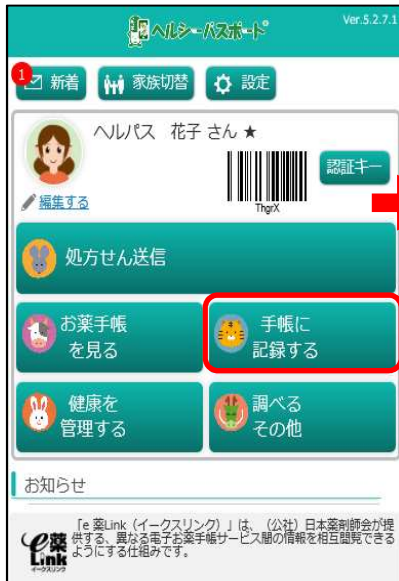 ヘルシーパスポート®
Ver.5.2.7.1
1
新着
家族切替
設定
ヘルパス 花子 さん ★
ThgrX
認証キー
編集する
処方せん送信
お薬手帳
を見る
手帳に
記録する
健康を
管理する
調べる
その他
お知らせ
e薬
Link
イークスリンク
「e 薬Link（イークスリンク）」は、（公社）日本薬剤師会が提
供する、異なる電子お薬手帳サービス間の情報を相互閲覧できる
ようにする仕組みです。